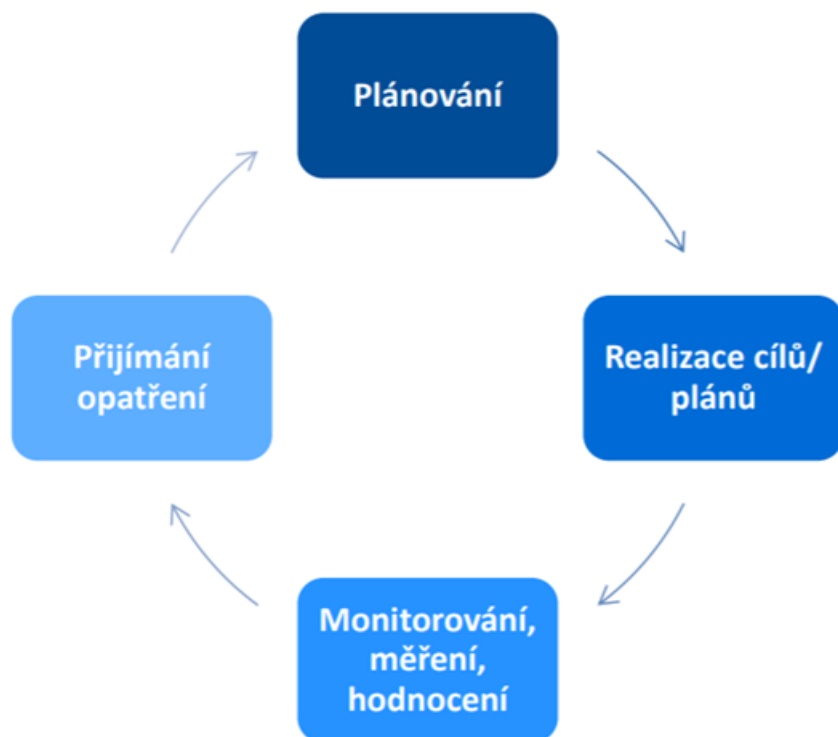 Plánování
Realizace cílů/
plánů
Monitorování,
měření,
hodnocení
Přijímání
opatření